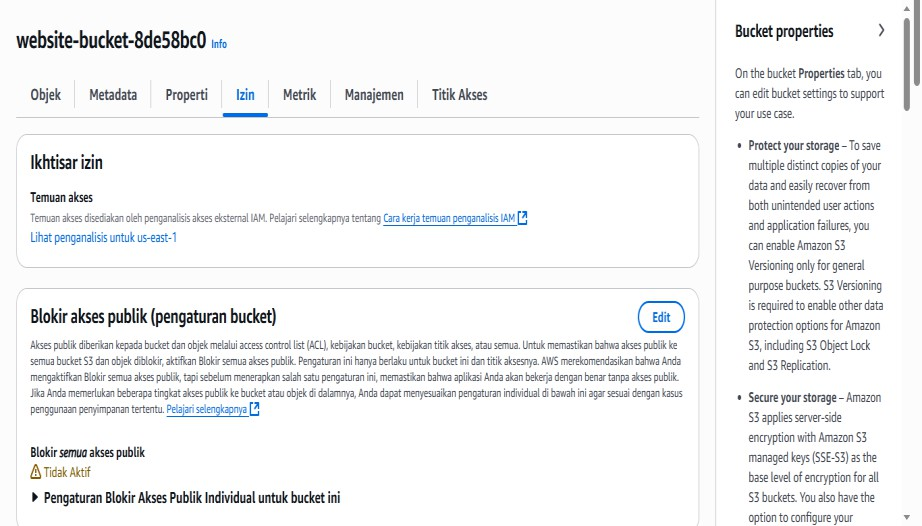 website-bucket-8de58bc0 Info
Objek Metadata Properti Izin Metrik Manajemen Titik Akses
Ikhtisar izin
Temuan akses
Temuan akses disediakan oleh penganalisis akses eksternal IAM. Pelajari selengkapnya tentang Cara kerja temuan penganalisis IAM
Lihat penganalisis untuk us-east-1
Blokir akses publik (pengaturan bucket)
Edit
Akses publik diberikan kepada bucket dan objek melalui access control list (ACL), kebijakan bucket, kebijakan titik akses, atau semua. Untuk memastikan bahwa akses publik ke
semua bucket S3 dan objek diblokir, aktifkan Blokir semua akses publik. Pengaturan ini hanya berlaku untuk bucket ini dan titik aksesnya. AWS merekomendasikan bahwa Anda
mengaktifkan Blokir semua akses publik, tapi sebelum menerapkan salah satu pengaturan ini, memastikan bahwa aplikasi Anda akan bekerja dengan benar tanpa akses publik.
Jika Anda memerlukan beberapa tingkat akses publik ke bucket atau objek di dalamnya, Anda dapat menyesuaikan pengaturan individual di bawah ini agar sesuai dengan kasus
penggunaan penyimpanan tertentu. Pelajari selengkapnya
Blokir semua akses publik
Tidak Aktif
Pengaturan Blokir Akses Publik Individual untuk bucket ini
Bucket properties
On the bucket Properties tab, you
can edit bucket settings to support
your use case.
• Protect your storage – To save
multiple distinct copies of your
data and easily recover from
both unintended user actions
and application failures, you
can enable Amazon S3
Versioning only for general
purpose buckets. S3 Versioning
is required to enable other data
protection options for Amazon
S3, including S3 Object Lock
and S3 Replication.
• Secure your storage – Amazon
S3 applies server-side
encryption with Amazon S3
managed keys (SSE-S3) as the
base level of encryption for all
S3 buckets. You also have the
option to configure your